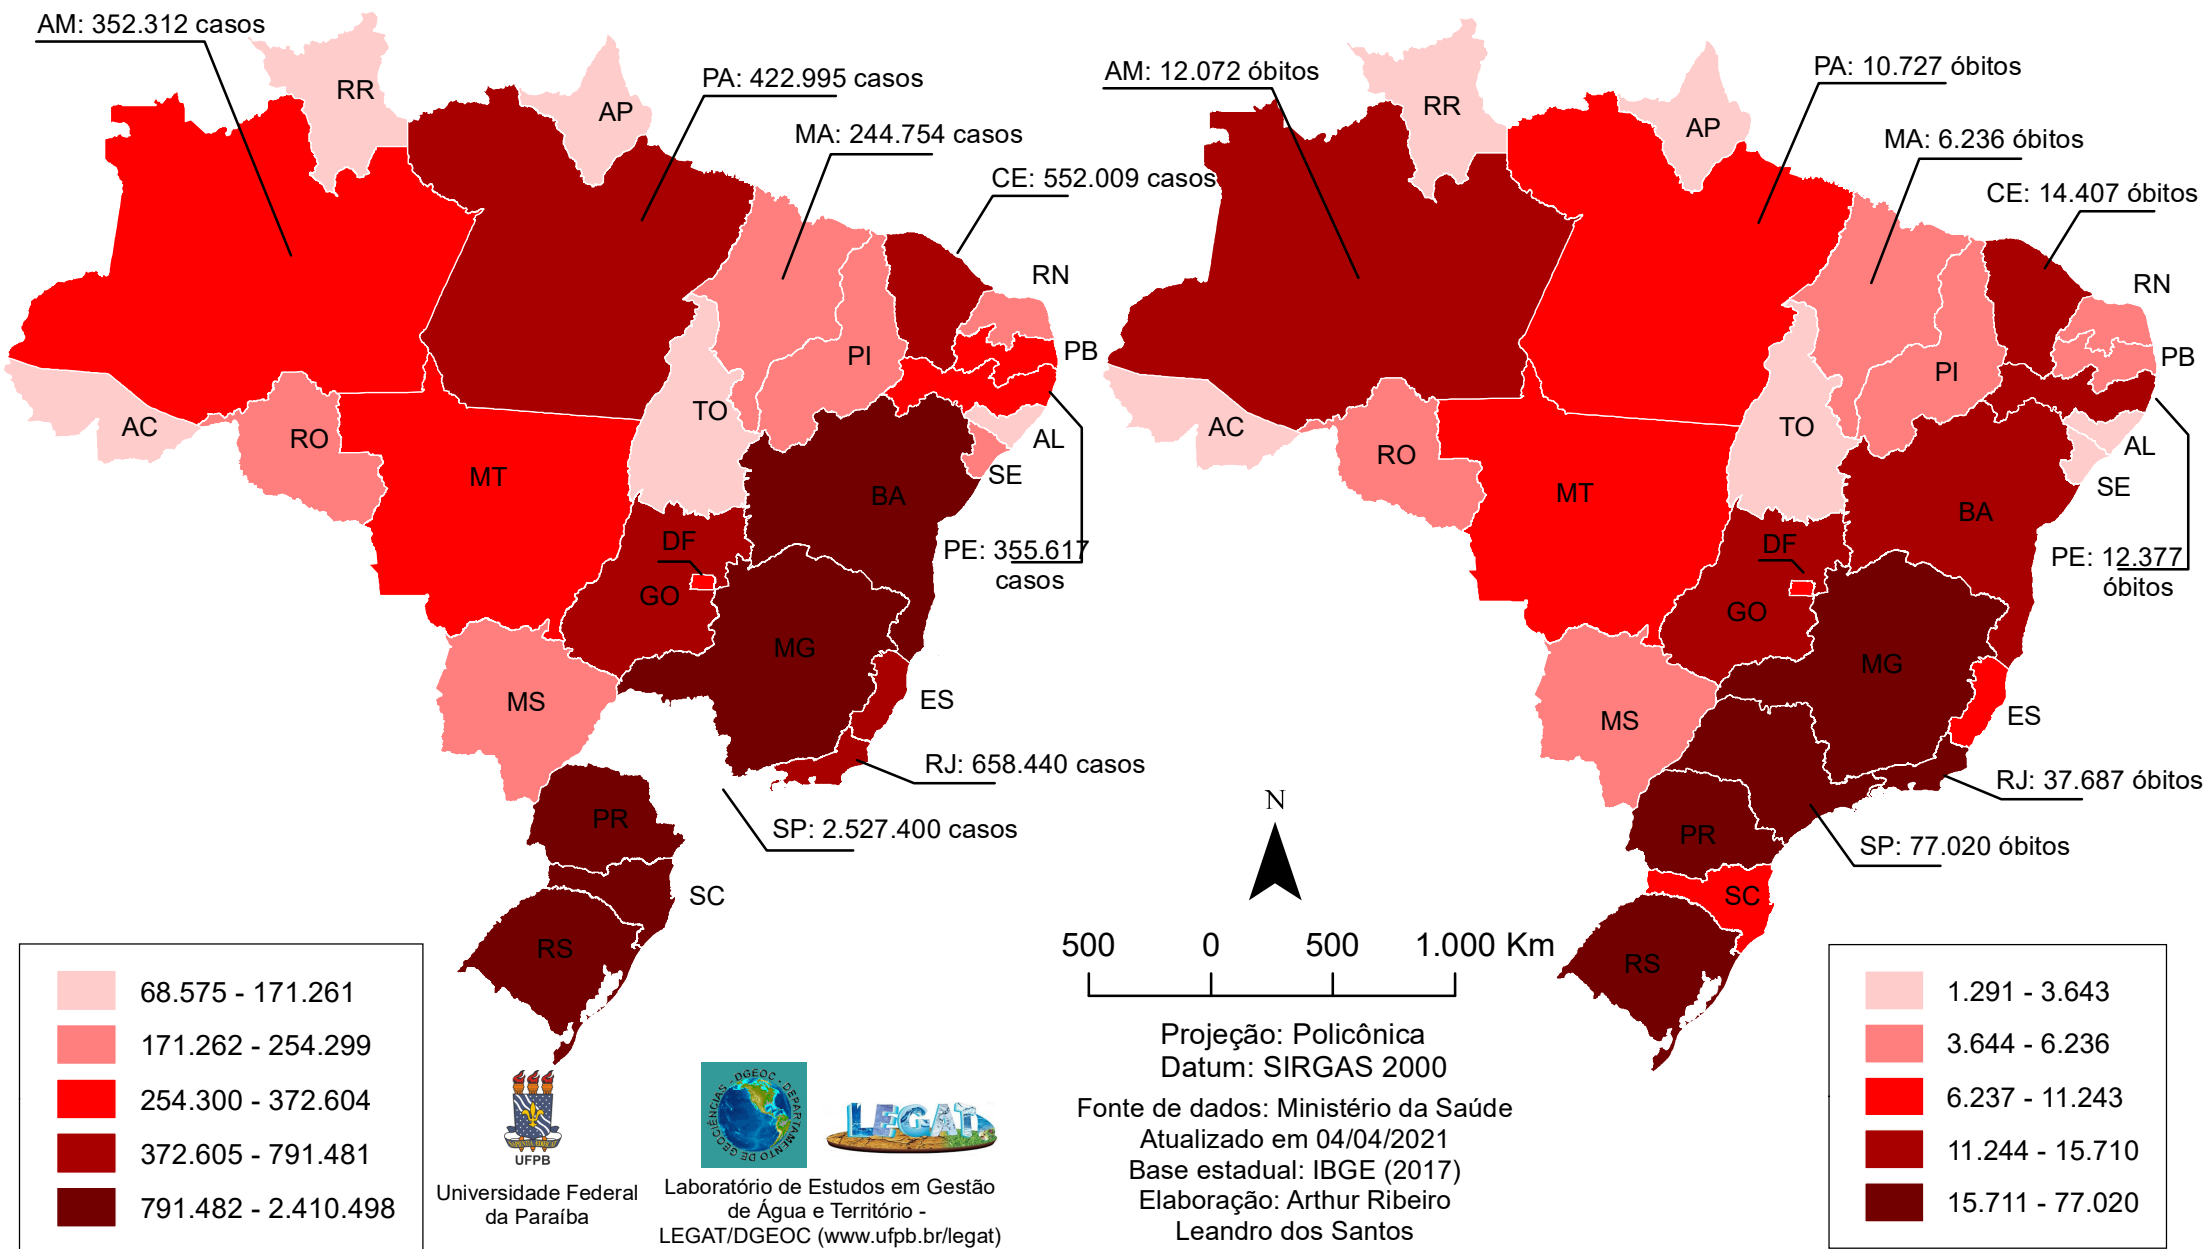 AM: 352.312 casos
RR
AP
PA: 422.995 casos
MA: 244.754 casos
CE: 552.009 casos
RN
PB
PI
TO
AC
RO
MT
AL
SE
BA
DF
PE: 355.617
casos
GO
MG
MS
ES
RJ: 658.440 casos
SP: 2.527.400 casos
PR
SC
RS
68.575 - 171.261
171.262 - 254.299
254.300 - 372.604
372.605 - 791.481
791.482 - 2.410.498
UFPB
Universidade Federal
da Paraíba
DGEOC - DEPARTAMENTO DE GEOCIÊNCIAS -
LEGAT
Laboratório de Estudos em Gestão
de Água e Território -
LEGAT/DGEOC (www.ufpb.br/legat)
AM: 12.072 óbitos
RR
AP
PA: 10.727 óbitos
MA: 6.236 óbitos
CE: 14.407 óbitos
RN
PB
PI
TO
AC
RO
MT
AL
SE
BA
DF
PE: 12.377
óbitos
GO
MG
MS
ES
RJ: 37.687 óbitos
SP: 77.020 óbitos
PR
SC
RS
N
500 0 500 1.000 Km
Projeção: Policônica
Datum: SIRGAS 2000
Fonte de dados: Ministério da Saúde
Atualizado em 04/04/2021
Base estadual: IBGE (2017)
Elaboração: Arthur Ribeiro
Leandro dos Santos
1.291 - 3.643
3.644 - 6.236
6.237 - 11.243
11.244 - 15.710
15.711 - 77.020